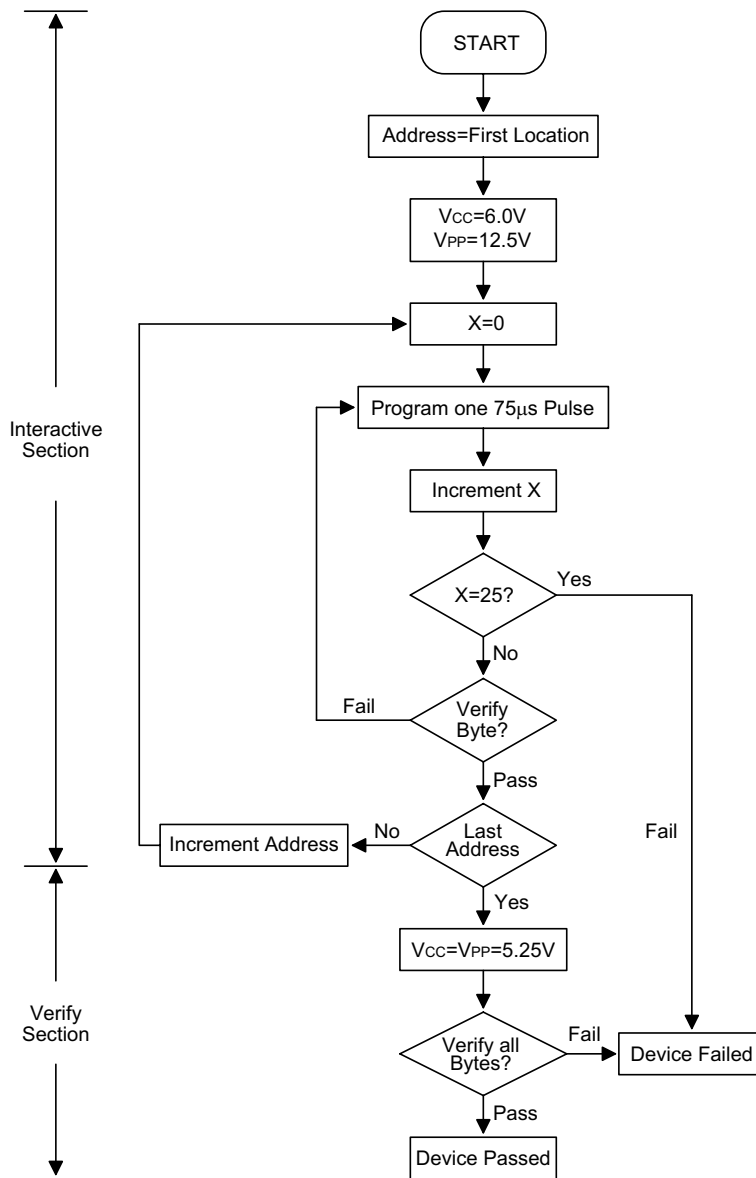 START
Address=First Location
VCC=6.0V
VPP=12.5V
X=0
Program one 75μs Pulse
Interactive
Section
Increment X
X=25?
Yes
No
Verify
Byte?
Fail
Pass
Last
Address
No
Increment Address
Fail
Yes
VCC=VPP=5.25V
Verify
Section
Verify all
Bytes?
Fail
Device Failed
Pass
Device Passed